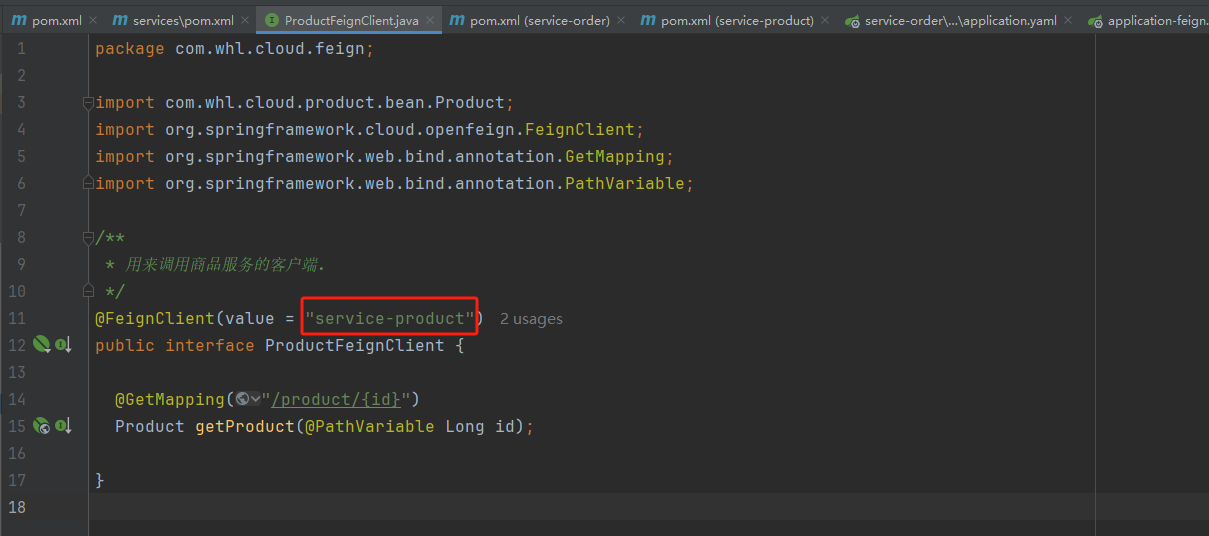 pom.xml services\pom.xml ProductFeignClient.java pom.xml (service-order) pom.xml (service-product) service-order\...\application.yaml application-feign.
1 package com.whl.cloud.feign;
2
3 import com.whl.cloud.product.bean.Product;
4 import org.springframework.cloud.openfeign.FeignClient;
5 import org.springframework.web.bind.annotation.GetMapping;
6 import org.springframework.web.bind.annotation.PathVariable;
7
8 /**
9 * 用来调用商品服务的客户端.
10 */
11 @FeignClient(value = "service-product") 2 usages
12 public interface ProductFeignClient {
13
14 @GetMapping("/product/{id}")
15 Product getProduct(@PathVariable Long id);
16
17 }
18